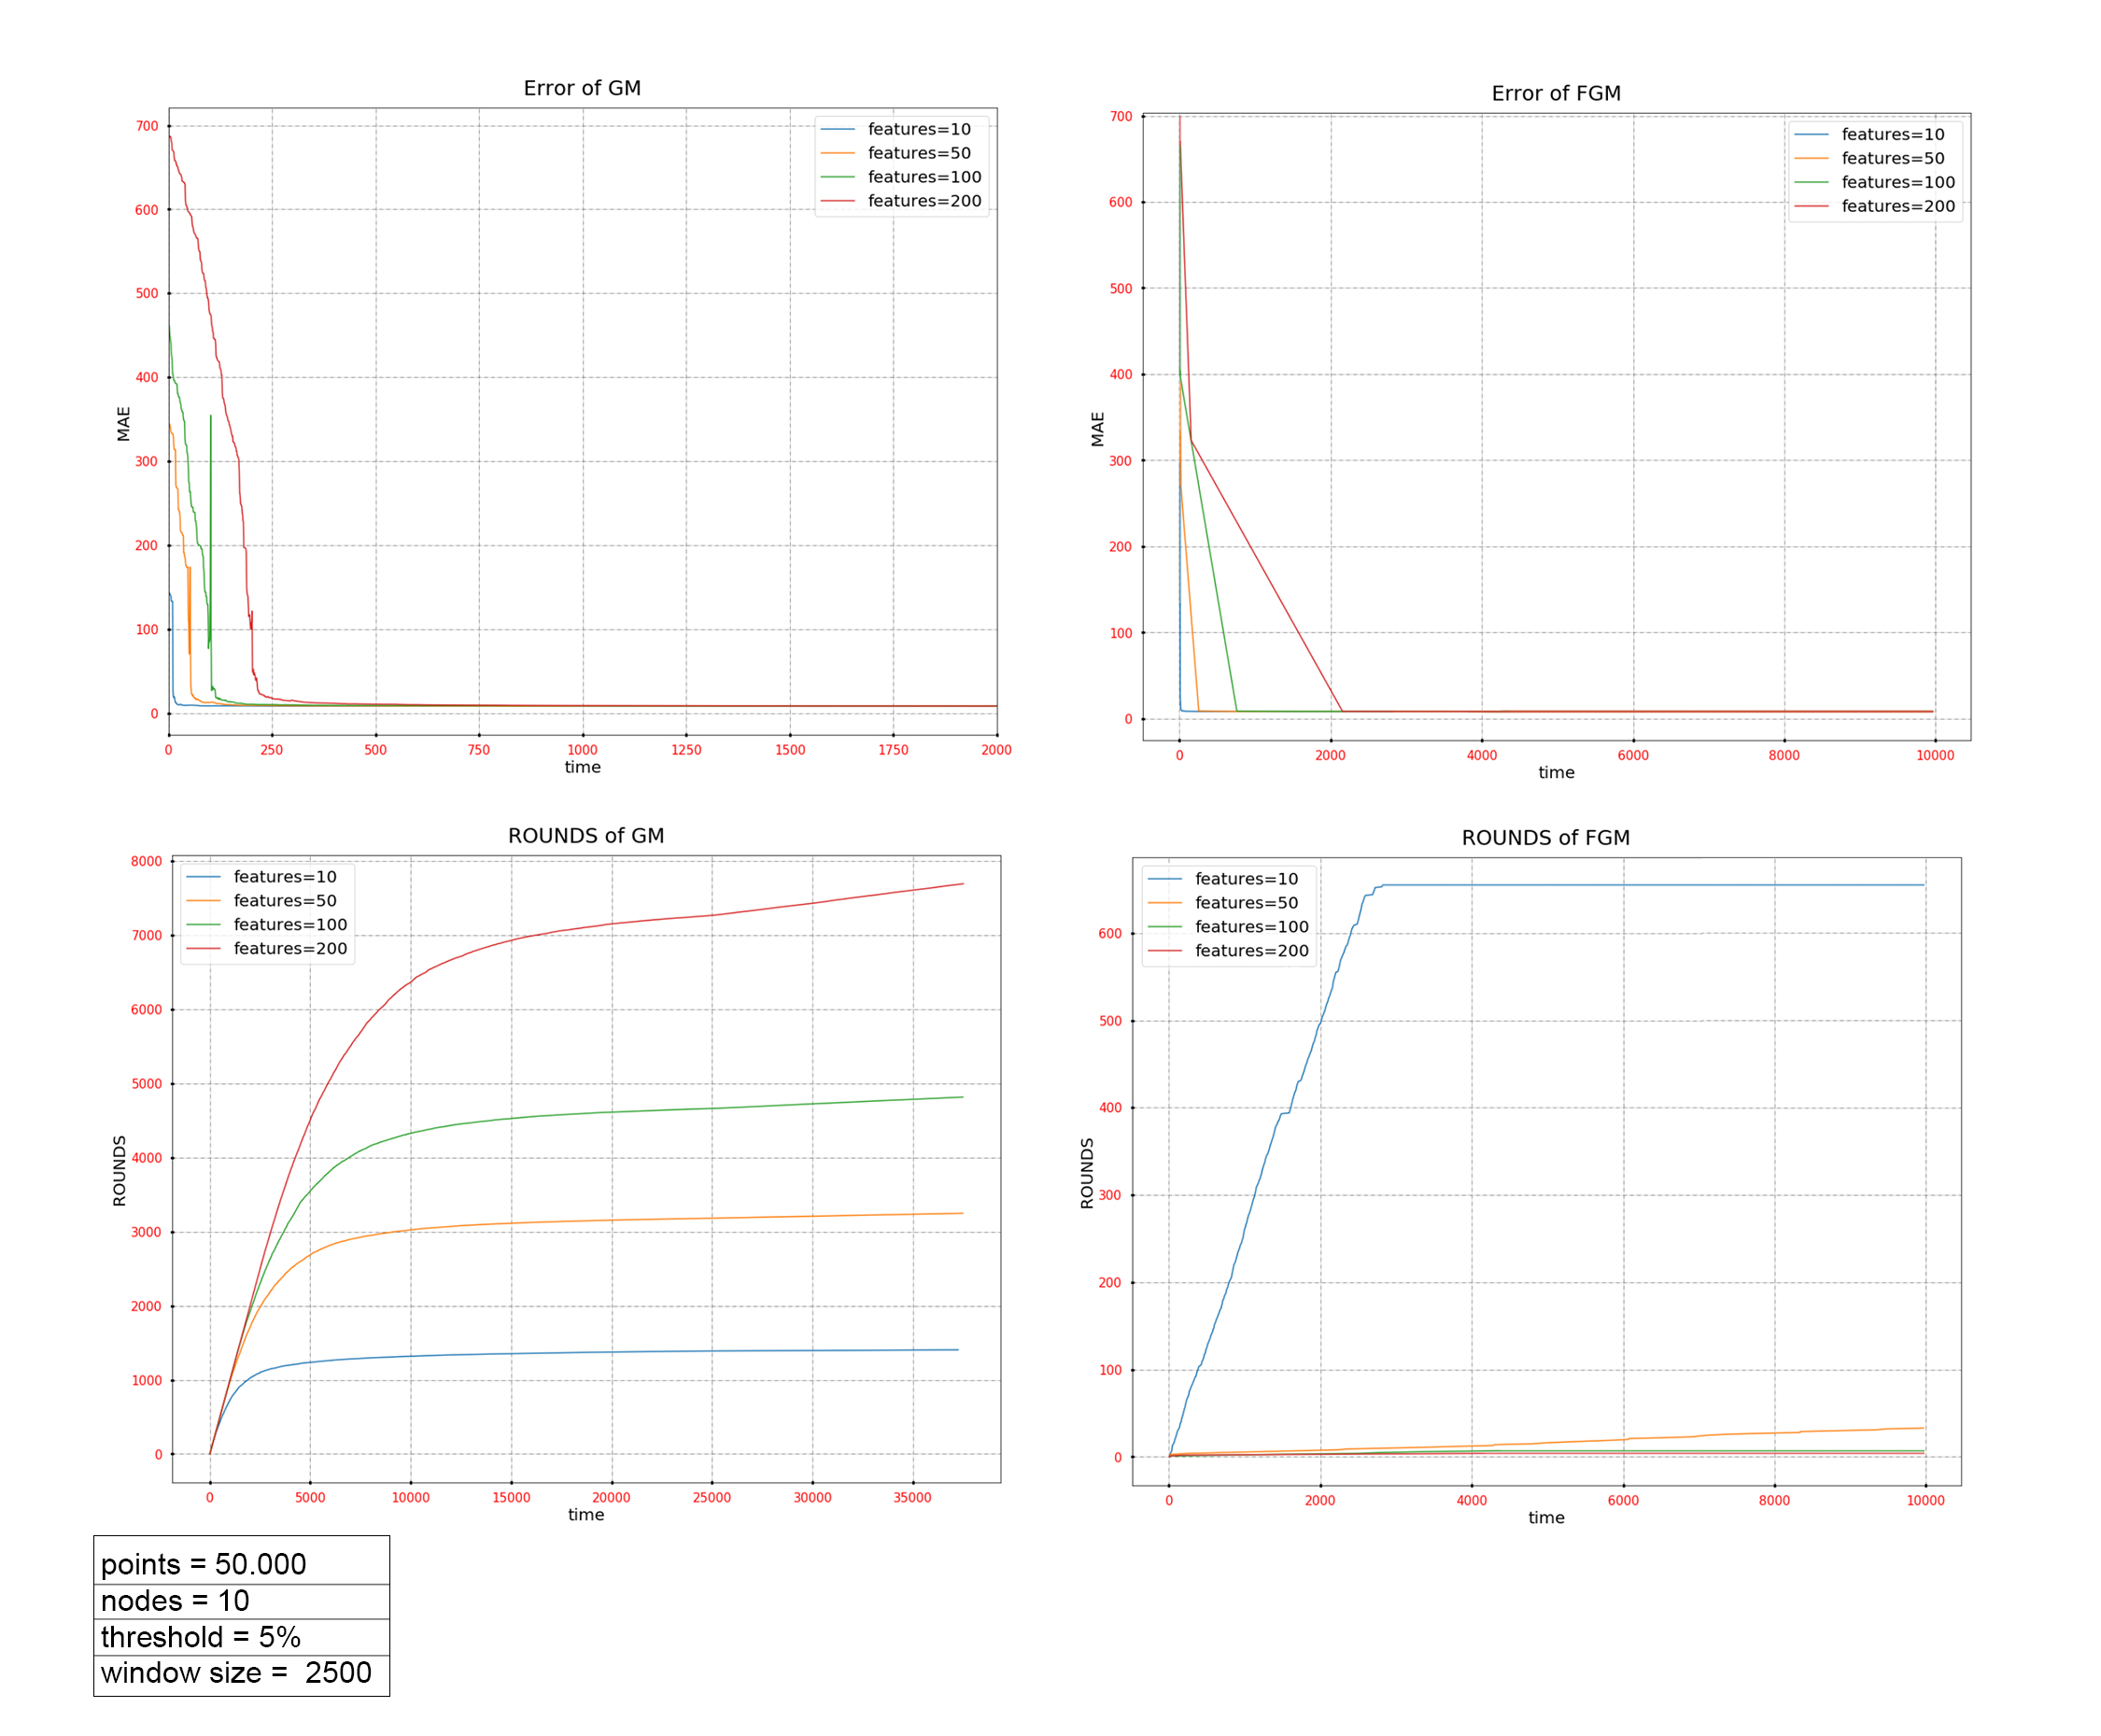 Error of GM
700
600
500
400
300
200
100
0
MAE
features=10
features=50
features=100
features=200
0 250 500 750 1000 1250 1500 1750 2000
time
Error of FGM
700
600
500
400
300
200
100
0
MAE
features=10
features=50
features=100
features=200
0 2000 4000 6000 8000 10000
time
ROUNDS of GM
8000
7000
6000
5000
4000
3000
2000
1000
0
ROUNDS
features=10
features=50
features=100
features=200
0 5000 10000 15000 20000 25000 30000 35000
time
ROUNDS of FGM
600
500
400
300
200
100
0
ROUNDS
features=10
features=50
features=100
features=200
0 2000 4000 6000 8000 10000
time
points = 50.000
nodes = 10
threshold = 5%
window size = 2500